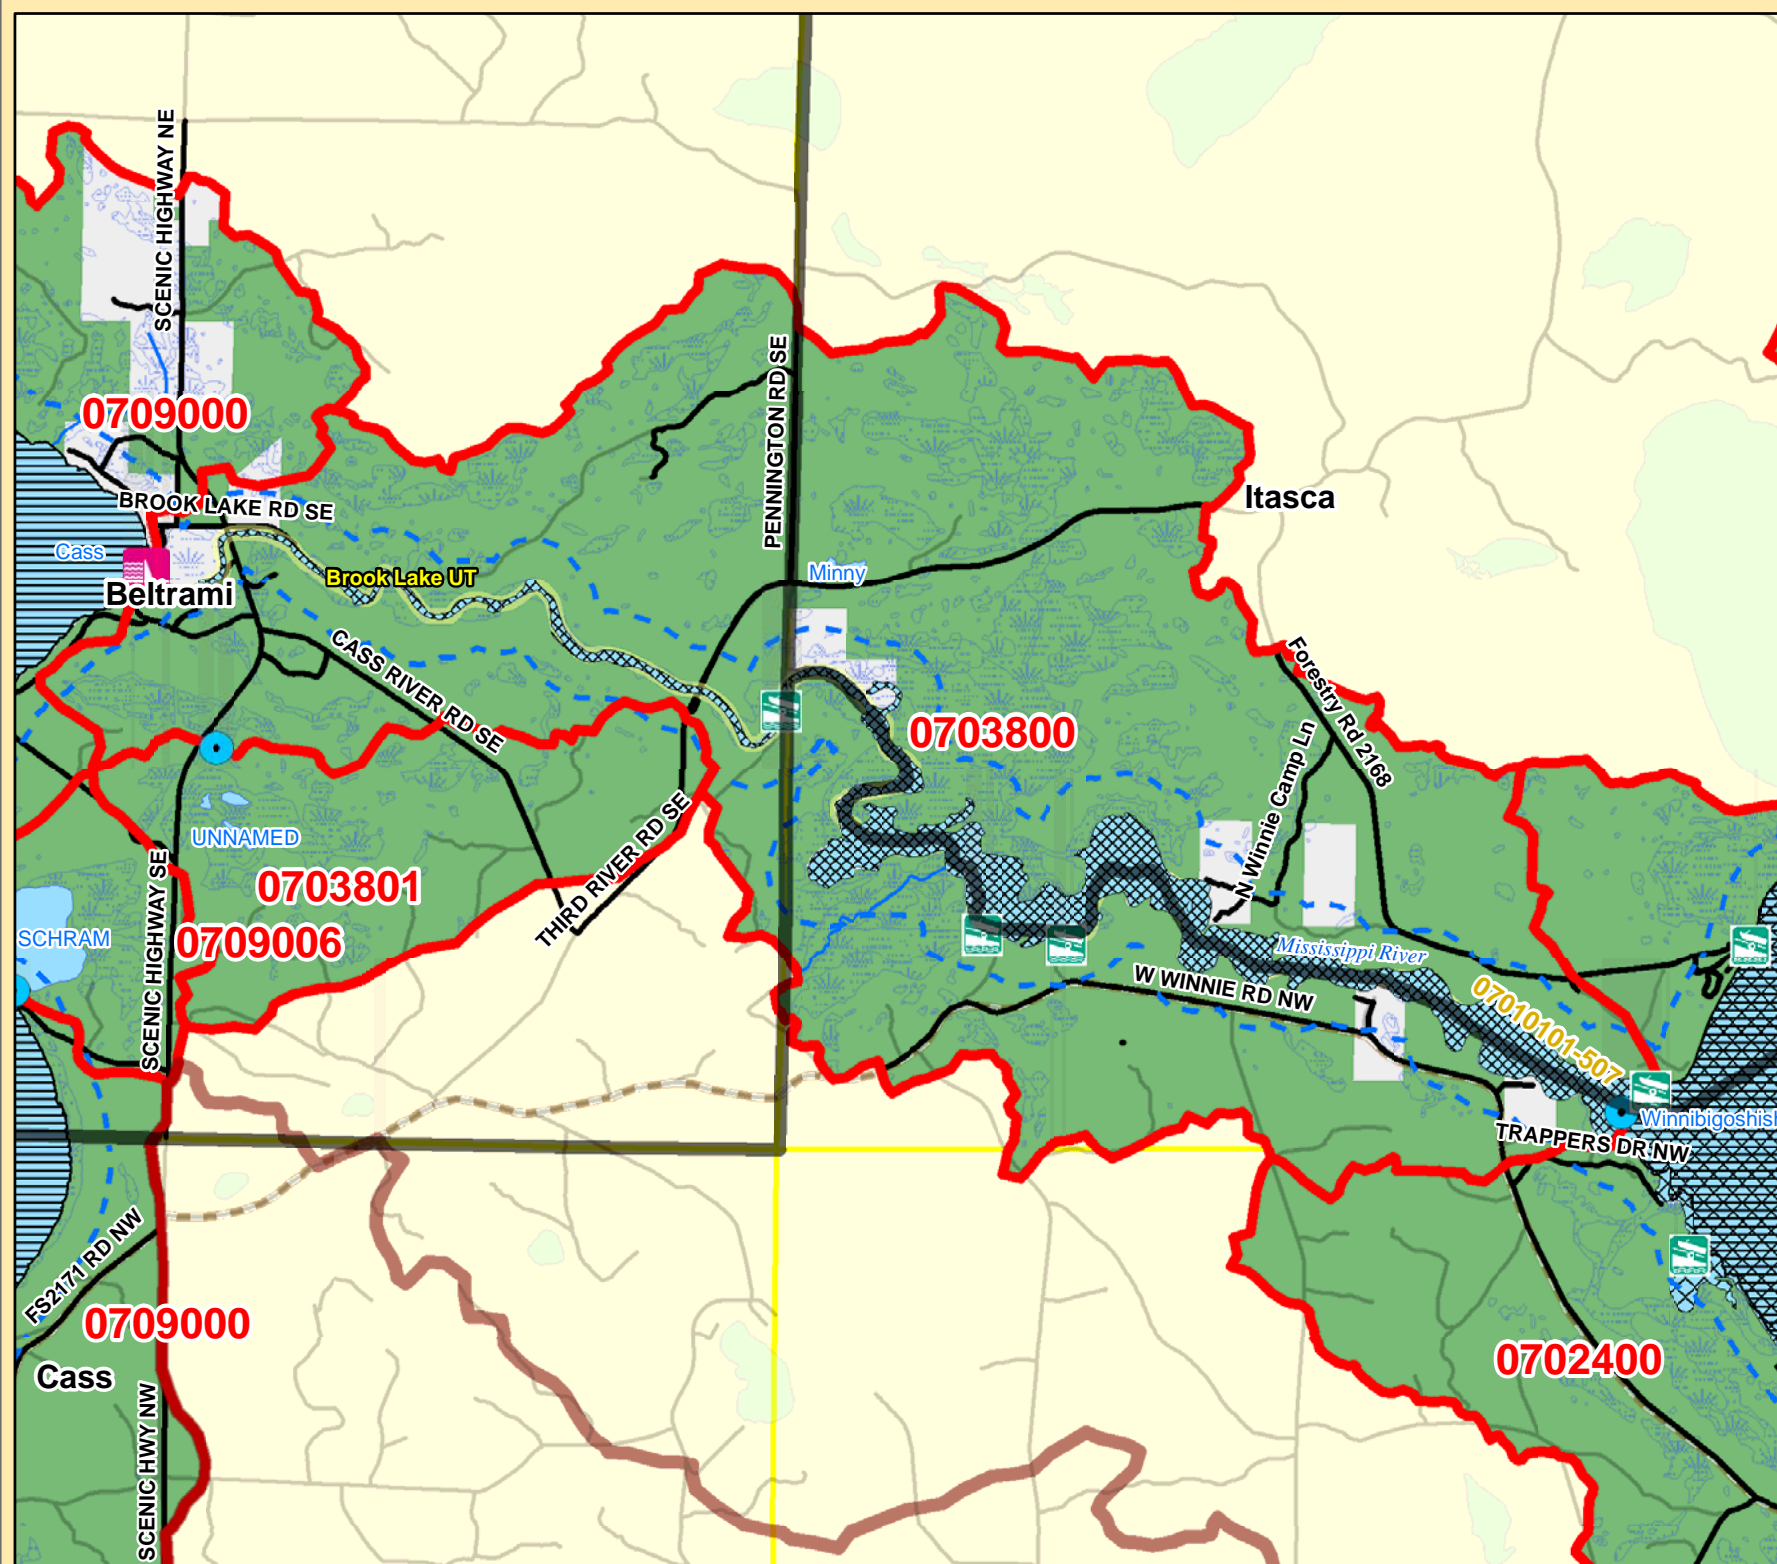 SCENIC HIGHWAY NE
PENNINGTON RD SE
0709000
BROOK LAKE RD SE
Itasca
Cass
Beltrami
Brook Lake UT
Minny
CASS RIVER RD SE
Forestry Rd 2168
0703800
N Winnie Camp Ln
UNNAMED
THIRD RIVER RD SE
0703801
SCHRAM
0709006
SCENIC HIGHWAY SE
Mississippi River
W WINNIE RD NW
07010101-507
Winnibigoshish
TRAPPERS DR NW
FS2171 RD NW
0709000
Cass
0702400
SCENIC HWY NW